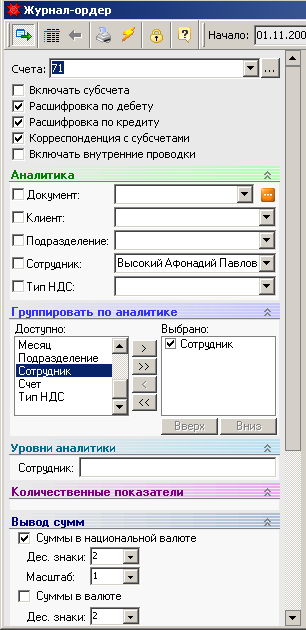 Журнал-ордер
Начало: 01.11.200
Счета: 71
Включать субсчета
Расшифровка по дебету
Расшифровка по кредиту
Корреспонденция с субсчетами
Включать внутренние проводки
Аналитика
Документ:
Клиент:
Подразделение:
Сотрудник: Высокий Афонадий Павлов
Тип НДС:
Группировать по аналитике
Доступно: Выбрано:
Месяц
Подразделение
Сотрудник
Счет
Тип НДС
>
>>
<
<<
Сотрудник
Вверх Вниз
Уровни аналитики
Сотрудник:
Количественные показатели
Вывод сумм
Суммы в национальной валюте
Дес. знаки: 2
Масштаб: 1
Суммы в валюте
Дес. знаки: 2